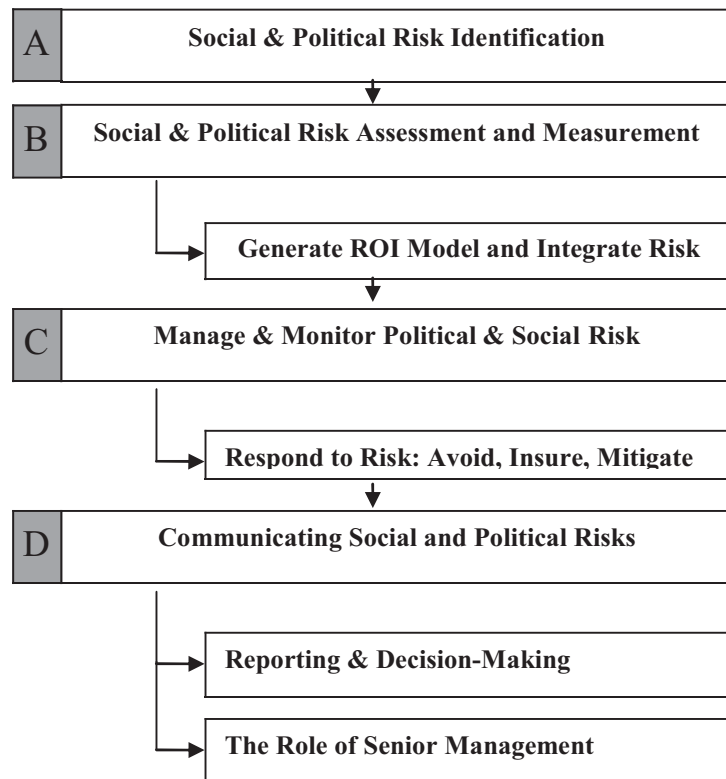 A
Social & Political Risk Identification
B
Social & Political Risk Assessment and Measurement
Generate ROI Model and Integrate Risk
C
Manage & Monitor Political & Social Risk
Respond to Risk: Avoid, Insure, Mitigate
D
Communicating Social and Political Risks
Reporting & Decision-Making
The Role of Senior Management